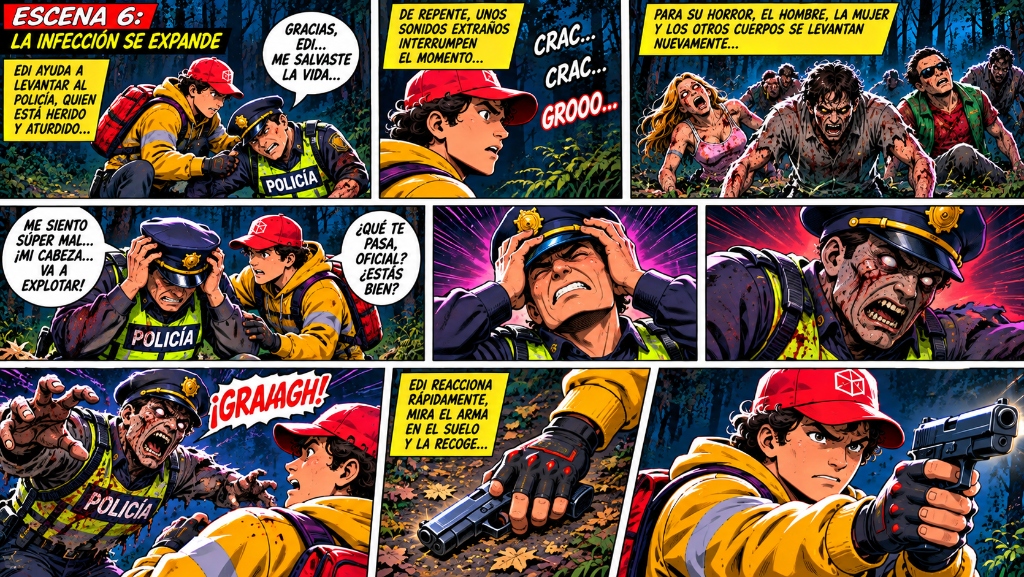 ESCENA 6:
LA INFECCIÓN SE EXPANDE
EDI AYUDA A
LEVANTAR AL
POLICÍA, QUIEN
ESTÁ HERIDO
Y ATURDIDO...
GRACIAS,
EDI...
ME SALVASTE
LA VIDA...
POLICÍA
DE REPENTE, UNOS
SONIDOS EXTRAÑOS
INTERRUMPEN
EL MOMENTO...
CRAC...
CRAC...
GROOO...
PARA SU HORROR, EL HOMBRE, LA MUJER
Y LOS OTROS CUERPOS SE LEVANTAN
NUEVAMENTE...
ME SIENTO
SÚPER MAL...
¡MI CABEZA...
VA A
EXPLOTAR!
¿QUÉ TE
PASA,
OFICIAL?
¿ESTÁS
BIEN?
POLICÍA
¡GRAAAGH!
POLICÍA
EDI REACCIONA
RÁPIDAMENTE,
MIRA EL ARMA
EN EL SUELO
Y LA RECOGE...